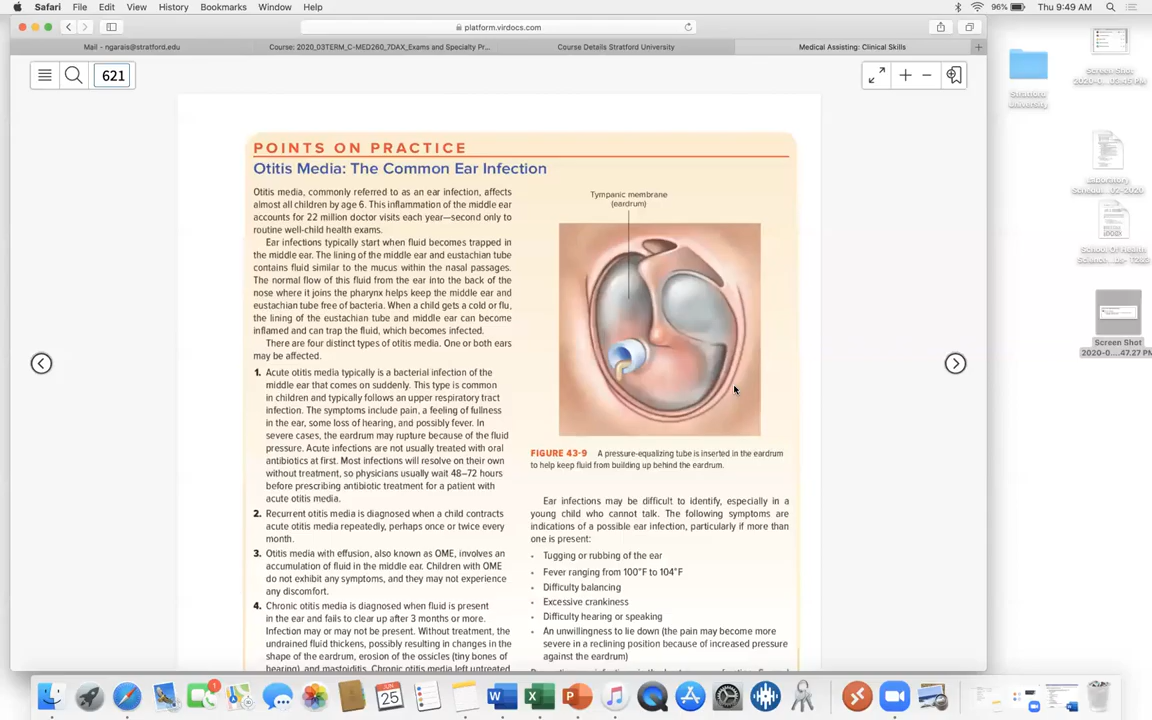 Safari File Edit View History Bookmarks Window Help
96% Thu 9:49 AM
platform.virdocs.com
Mail - ngarais@stratford.edu
Course: 2020_03TERM_C-MED260_7DAX_Exams and Specialty Pr...
Course Details Stratford University
Medical Assisting: Clinical Skills
621
POINTS ON PRACTICE
Otitis Media: The Common Ear Infection
Otitis media, commonly referred to as an ear infection, affects
almost all children by age 6. This inflammation of the middle ear
accounts for 22 million doctor visits each year—second only to
routine well-child health exams.
Ear infections typically start when fluid becomes trapped in
the middle ear. The lining of the middle ear and eustachian tube
contains fluid similar to the mucus within the nasal passages.
The normal flow of this fluid from the ear into the back of the
nose where it joins the pharynx helps keep the middle ear and
eustachian tube free of bacteria. When a child gets a cold or flu,
the lining of the eustachian tube and middle ear can become
inflamed and can trap the fluid, which becomes infected.
There are four distinct types of otitis media. One or both ears
may be affected.
1. Acute otitis media typically is a bacterial infection of the
middle ear that comes on suddenly. This type is common
in children and typically follows an upper respiratory tract
infection. The symptoms include pain, a feeling of fullness
in the ear, some loss of hearing, and possibly fever. In
severe cases, the eardrum may rupture because of the fluid
pressure. Acute infections are not usually treated with oral
antibiotics at first. Most infections will resolve on their own
without treatment, so physicians usually wait 48–72 hours
before prescribing antibiotic treatment for a patient with
acute otitis media.
2. Recurrent otitis media is diagnosed when a child contracts
acute otitis media repeatedly, perhaps once or twice every
month.
3. Otitis media with effusion, also known as OME, involves an
accumulation of fluid in the middle ear. Children with OME
do not exhibit any symptoms, and they may not experience
any discomfort.
4. Chronic otitis media is diagnosed when fluid is present
in the ear and fails to clear up after 3 months or more.
Infection may or may not be present. Without treatment, the
undrained fluid thickens, possibly resulting in changes in the
shape of the eardrum, erosion of the ossicles (tiny bones of
hearing), and mastoiditis. Chronic otitis media left untreated
Tympanic membrane
(eardrum)
FIGURE 43-9 A pressure-equalizing tube is inserted in the eardrum
to help keep fluid from building up behind the eardrum.
Ear infections may be difficult to identify, especially in a
young child who cannot talk. The following symptoms are
indications of a possible ear infection, particularly if more than
one is present:
• Tugging or rubbing of the ear
• Fever ranging from 100°F to 104°F
• Difficulty balancing
• Excessive crankiness
• Difficulty hearing or speaking
• An unwillingness to lie down (the pain may become more
severe in a reclining position because of increased pressure
against the eardrum)
Screen Shot
Stratford
university
Laboratory
School Of Health
Screen Shot
2020-0...47.27 PM
1
JUN
25